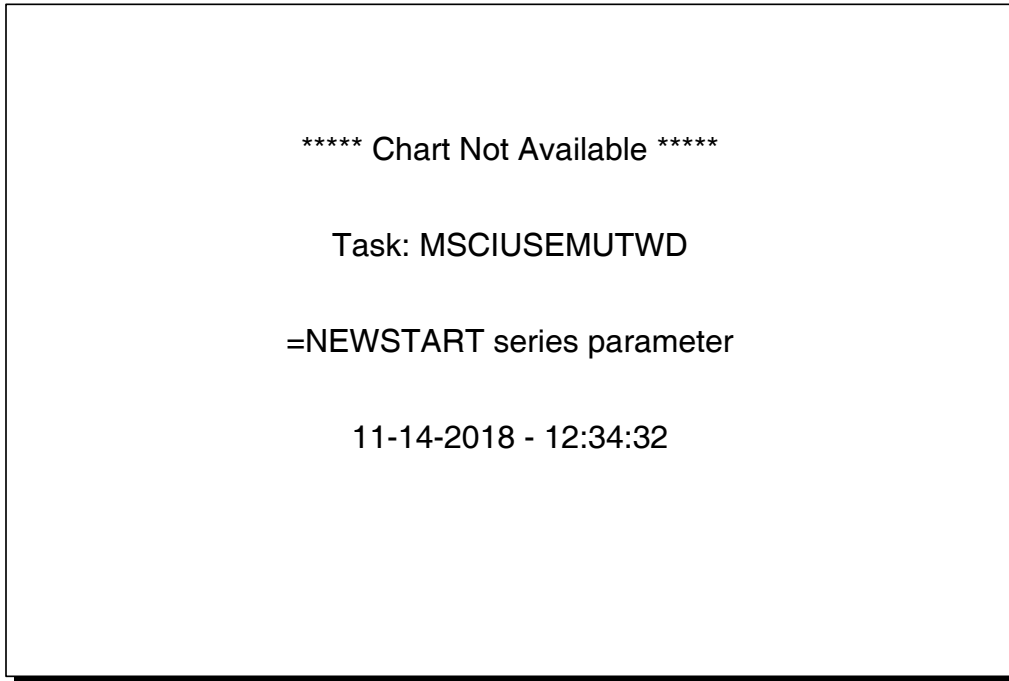 ***** Chart Not Available *****
Task: MSCIUSEMUTWD
=NEWSTART series parameter
11-14-2018 - 12:34:32